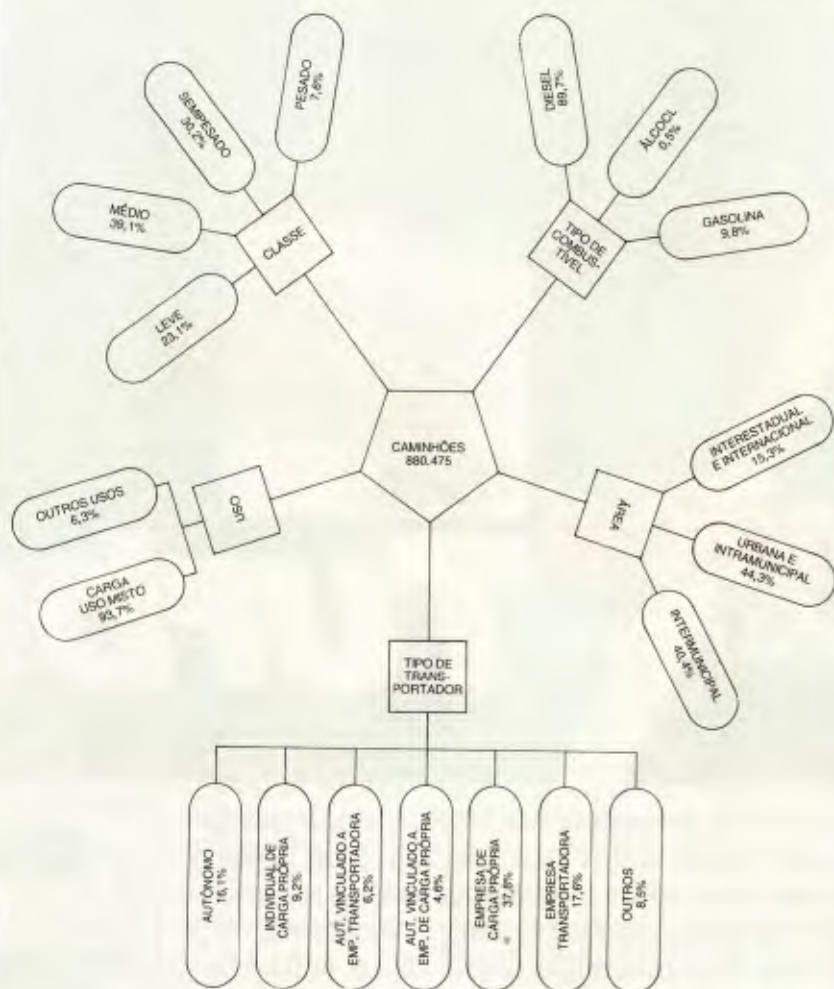 PESADO
7,6%
SEMPESADO
30,2%
MÉDIO
39,1%
LEVE
23,1%
CLASSE
DIESEL
89,7%
ÁLCOCL
0,5%
GASOLINA
9,8%
TIPO DE
COMBUS-
TÍVEL
CAMINHÕES
880.475
OUTROS USOS
6,3%
CARGA
USO MISTO
93,7%
USO
INTERESTADUAL
E INTERNACIONAL
15,3%
URBANA E
INTRAMUNICIPAL
44,3%
INTERMUNICIPAL
40,4%
ÁREA
TIPO DE
TRANS-
PORTADOR
AUTÔNOMO
16,1%
INDIVIDUAL DE
CARGA PRÓPRIA
9,2%
AUT. VINCULADO A
EMP. TRANSPORTADORA
6,2%
AUT. VINCULADO A
EMP. DE CARGA PRÓPRIA
4,6%
EMPRESA DE
CARGA PRÓPRIA
37,8%
EMPRESA
TRANSPORTADORA
17,6%
OUTROS
8,5%